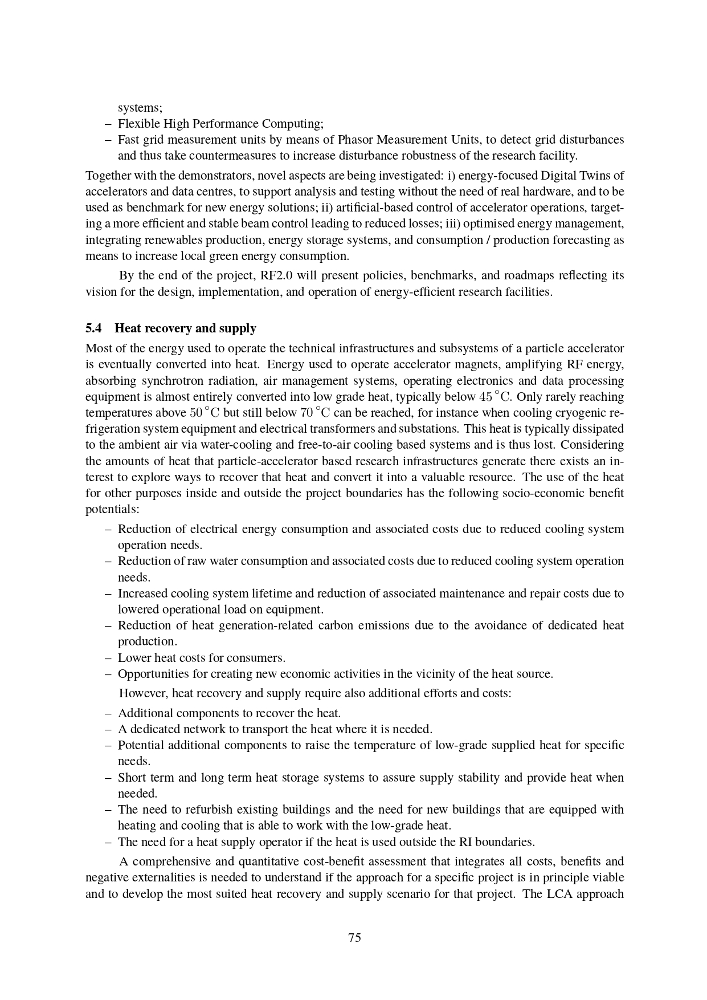 systems;
– Flexible High Performance Computing;
– Fast grid measurement units by means of Phasor Measurement Units, to detect grid disturbances
and thus take countermeasures to increase disturbance robustness of the research facility.
Together with the demonstrators, novel aspects are being investigated: i) energy-focused Digital Twins of
accelerators and data centres, to support analysis and testing without the need of real hardware, and to be
used as benchmark for new energy solutions; ii) artificial-based control of accelerator operations, target-
ing a more efficient and stable beam control leading to reduced losses; iii) optimised energy management,
integrating renewables production, energy storage systems, and consumption / production forecasting as
means to increase local green energy consumption.
By the end of the project, RF2.0 will present policies, benchmarks, and roadmaps reflecting its
vision for the design, implementation, and operation of energy-efficient research facilities.
5.4 Heat recovery and supply
Most of the energy used to operate the technical infrastructures and subsystems of a particle accelerator
is eventually converted into heat. Energy used to operate accelerator magnets, amplifying RF energy,
absorbing synchrotron radiation, air management systems, operating electronics and data processing
equipment is almost entirely converted into low grade heat, typically below 45 °C. Only rarely reaching
temperatures above 50 °C but still below 70 °C can be reached, for instance when cooling cryogenic re-
frigeration system equipment and electrical transformers and substations. This heat is typically dissipated
to the ambient air via water-cooling and free-to-air cooling based systems and is thus lost. Considering
the amounts of heat that particle-accelerator based research infrastructures generate there exists an in-
terest to explore ways to recover that heat and convert it into a valuable resource. The use of the heat
for other purposes inside and outside the project boundaries has the following socio-economic benefit
potentials:
– Reduction of electrical energy consumption and associated costs due to reduced cooling system
operation needs.
– Reduction of raw water consumption and associated costs due to reduced cooling system operation
needs.
– Increased cooling system lifetime and reduction of associated maintenance and repair costs due to
lowered operational load on equipment.
– Reduction of heat generation-related carbon emissions due to the avoidance of dedicated heat
production.
– Lower heat costs for consumers.
– Opportunities for creating new economic activities in the vicinity of the heat source.
However, heat recovery and supply require also additional efforts and costs:
– Additional components to recover the heat.
– A dedicated network to transport the heat where it is needed.
– Potential additional components to raise the temperature of low-grade supplied heat for specific
needs.
– Short term and long term heat storage systems to assure supply stability and provide heat when
needed.
– The need to refurbish existing buildings and the need for new buildings that are equipped with
heating and cooling that is able to work with the low-grade heat.
– The need for a heat supply operator if the heat is used outside the RI boundaries.
A comprehensive and quantitative cost-benefit assessment that integrates all costs, benefits and
negative externalities is needed to understand if the approach for a specific project is in principle viable
and to develop the most suited heat recovery and supply scenario for that project. The LCA approach
75